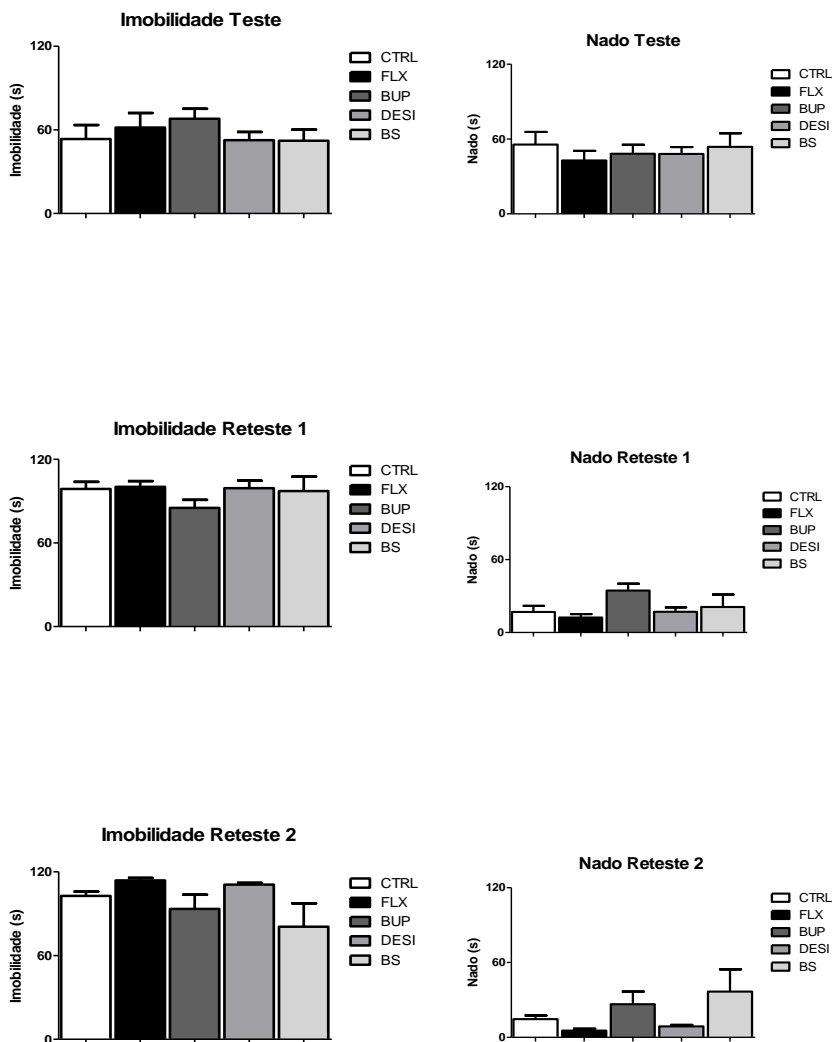 Imobilidade Teste
120
60
0
Imobilidade (s)
CTRL
FLX
BUP
DESI
BS
Nado Teste
120
60
0
Nado (s)
CTRL
FLX
BUP
DESI
BS
Imobilidade Reteste 1
120
60
0
Imobilidade (s)
CTRL
FLX
BUP
DESI
BS
Nado Reteste 1
120
60
0
Nado (s)
CTRL
FLX
BUP
DESI
BS
Imobilidade Reteste 2
120
60
0
Imobilidade (s)
CTRL
FLX
BUP
DESI
BS
Nado Reteste 2
120
60
0
Nado (s)
CTRL
FLX
BUP
DESI
BS